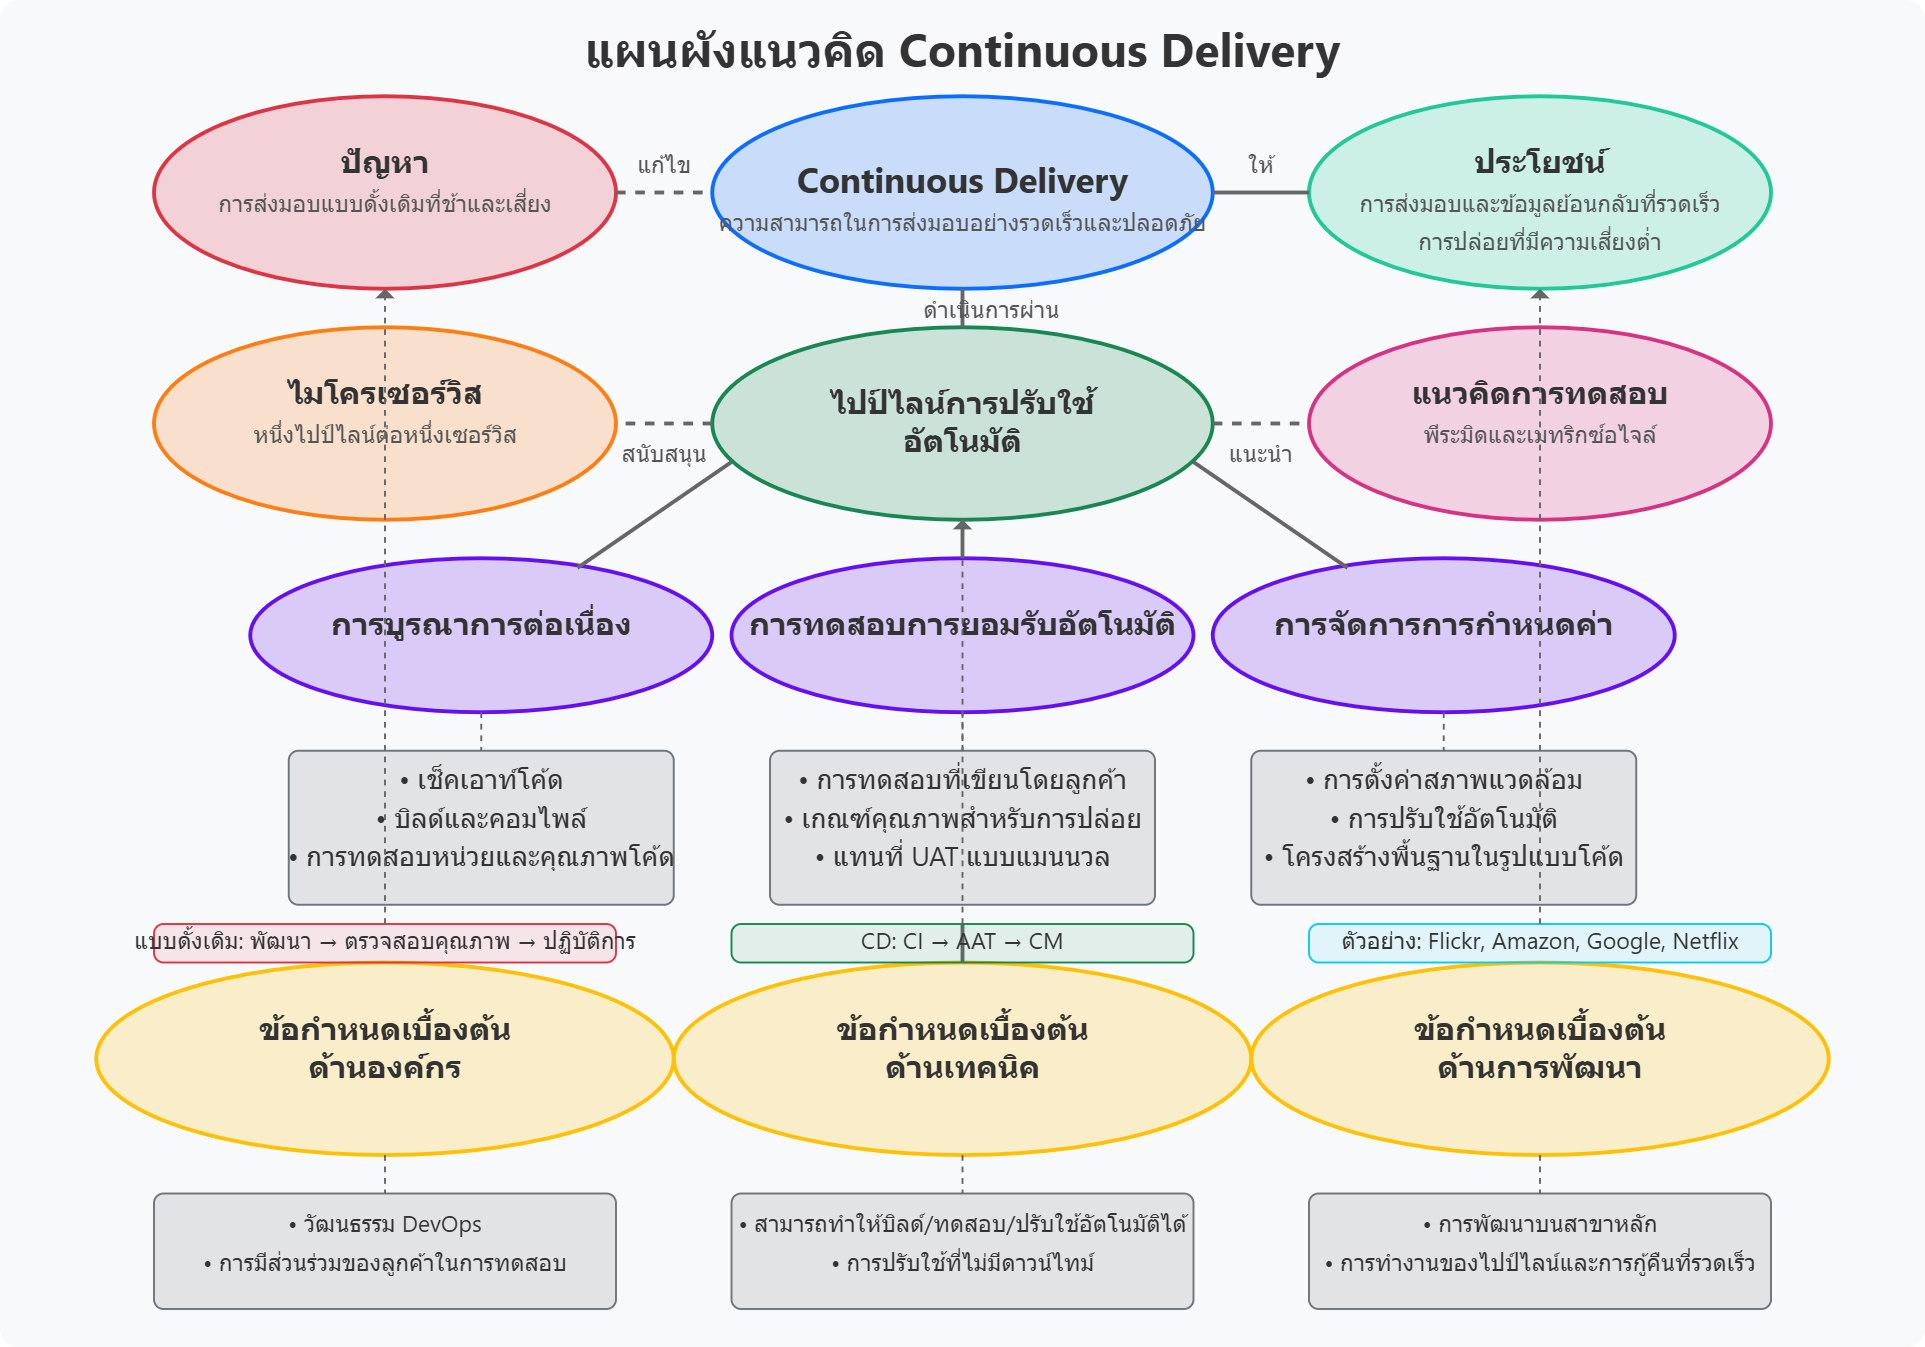 แผนผังแนวคิด Continuous Delivery
ปัญหา
การส่งมอบแบบดั้งเดิมที่ช้าและเสี่ยง
แก้ไข
Continuous Delivery
ความสามารถในการส่งมอบอย่างรวดเร็วและปลอดภัย
ให้
ประโยชน์
การส่งมอบและข้อมูลย้อนกลับที่รวดเร็ว
การปล่อยที่มีความเสี่ยงต่ำ
ดำเนินการผ่าน
ไมโครเซอร์วิส
หนึ่งไปป์ไลน์ต่อหนึ่งเซอร์วิส
สนับสนุน
ไปป์ไลน์การปรับใช้
อัตโนมัติ
แนะนำ
แนวคิดการทดสอบ
พีระมิดและเมทริกซ์อไจล์
การบูรณาการต่อเนื่อง
การทดสอบการยอมรับอัตโนมัติ
การจัดการการกำหนดค่า
• เช็คเอาท์โค้ด
• บิลด์และคอมไพล์
• การทดสอบหน่วยและคุณภาพโค้ด
• การทดสอบที่เขียนโดยลูกค้า
• เกณฑ์คุณภาพสำหรับการปล่อย
• แทนที่ UAT แบบแมนนวล
• การตั้งค่าสภาพแวดล้อม
• การปรับใช้อัตโนมัติ
• โครงสร้างพื้นฐานในรูปแบบโค้ด
แบบดั้งเดิม: พัฒนา → ตรวจสอบคุณภาพ → ปฏิบัติการ
CD: CI → AAT → CM
ตัวอย่าง: Flickr, Amazon, Google, Netflix
ข้อกำหนดเบื้องต้น
ด้านองค์กร
ข้อกำหนดเบื้องต้น
ด้านเทคนิค
ข้อกำหนดเบื้องต้น
ด้านการพัฒนา
• วัฒนธรรม DevOps
• การมีส่วนร่วมของลูกค้าในการทดสอบ
• สามารถทำให้บิลด์/ทดสอบ/ปรับใช้อัตโนมัติได้
• การปรับใช้ที่ไม่มีดาวน์ไทม์
• การพัฒนาบนสาขาหลัก
• การทำงานของไปป์ไลน์และการกู้คืนที่รวดเร็ว